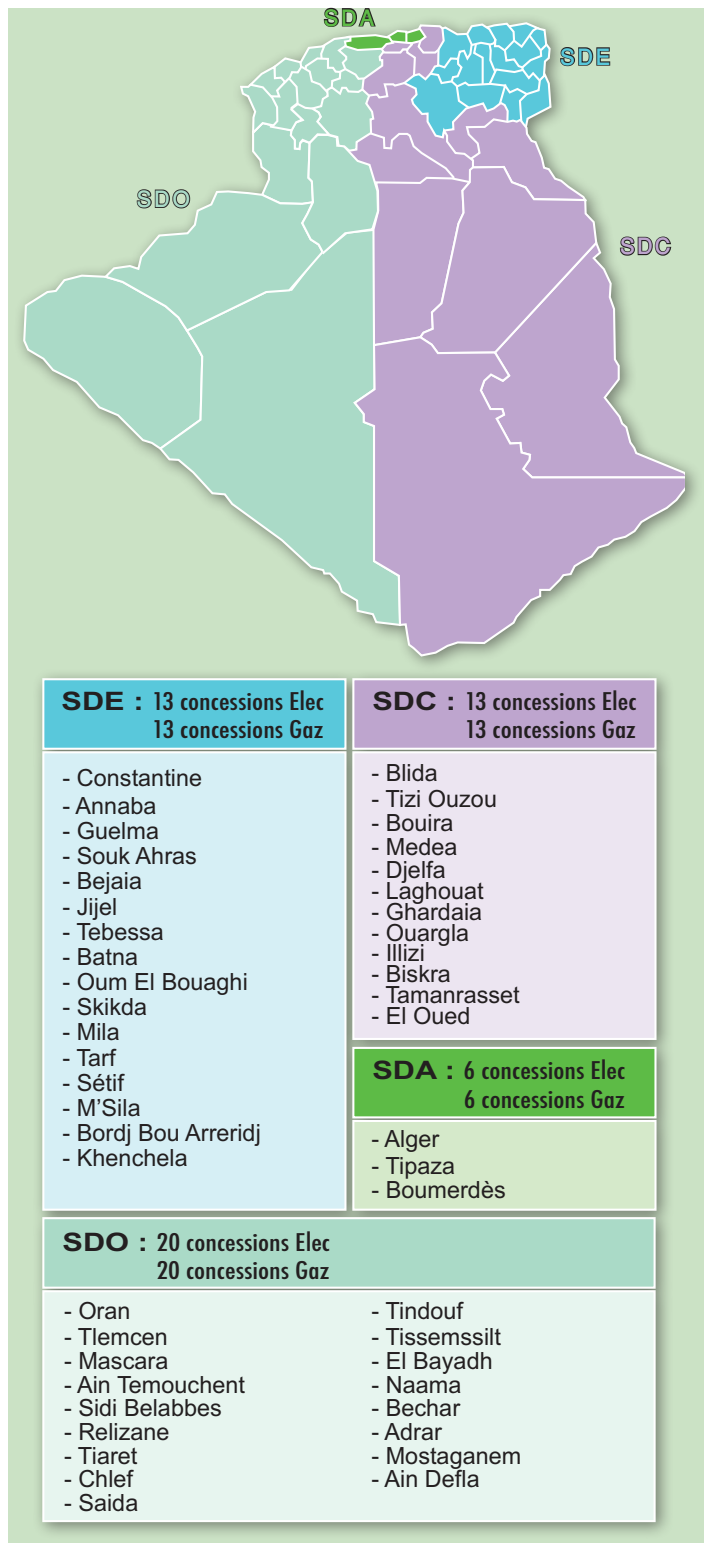 SDA
SDE
SDO
SDC
SDE : 13 concessions Elec
13 concessions Gaz
- Constantine
- Annaba
- Guelma
- Souk Ahras
- Bejaia
- Jijel
- Tebessa
- Batna
- Oum El Bouaghi
- Skikda
- Mila
- Tarf
- Sétif
- M'Sila
- Bordj Bou Arreridj
- Khenchela
SDC : 13 concessions Elec
13 concessions Gaz
- Blida
- Tizi Ouzou
- Bouira
- Medea
- Djelfa
- Laghouat
- Ghardaia
- Ouargla
- Illizi
- Biskra
- Tamanrasset
- El Oued
SDA : 6 concessions Elec
6 concessions Gaz
- Alger
- Tipaza
- Boumerdès
SDO : 20 concessions Elec
20 concessions Gaz
- Oran
- Tlemcen
- Mascara
- Ain Temouchent
- Sidi Belabbes
- Relizane
- Tiaret
- Chlef
- Saida
- Tindouf
- Tissemssilt
- El Bayadh
- Naama
- Bechar
- Adrar
- Mostaganem
- Ain Defla